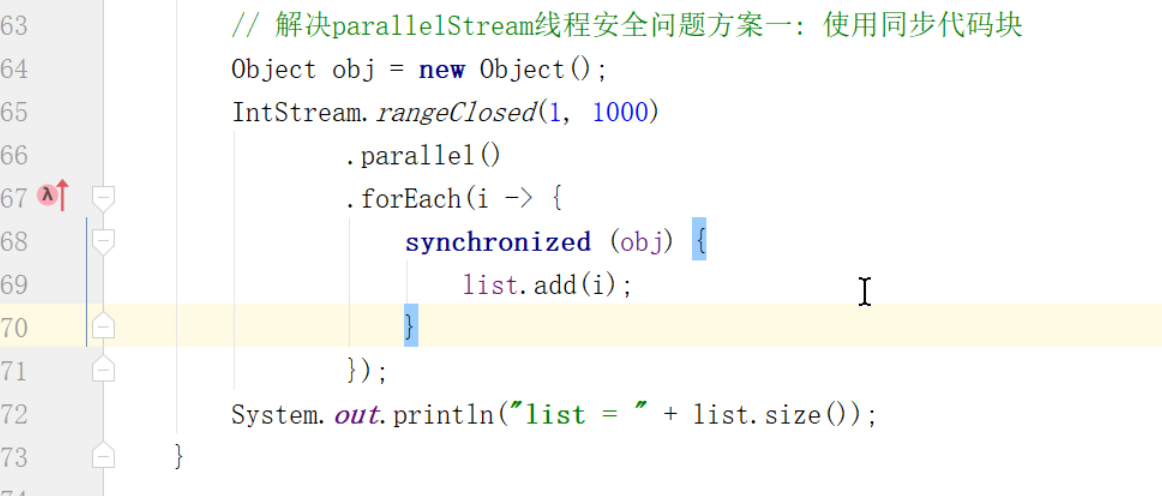 63 // 解决parallelStream线程安全问题方案一: 使用同步代码块
64 Object obj = new Object();
65 IntStream.rangeClosed(1, 1000)
66 .parallel()
67 λ .forEach(i -> {
68 synchronized (obj) {
69 list.add(i);
70 }
71 });
72 System.out.println("list = " + list.size());
73 }